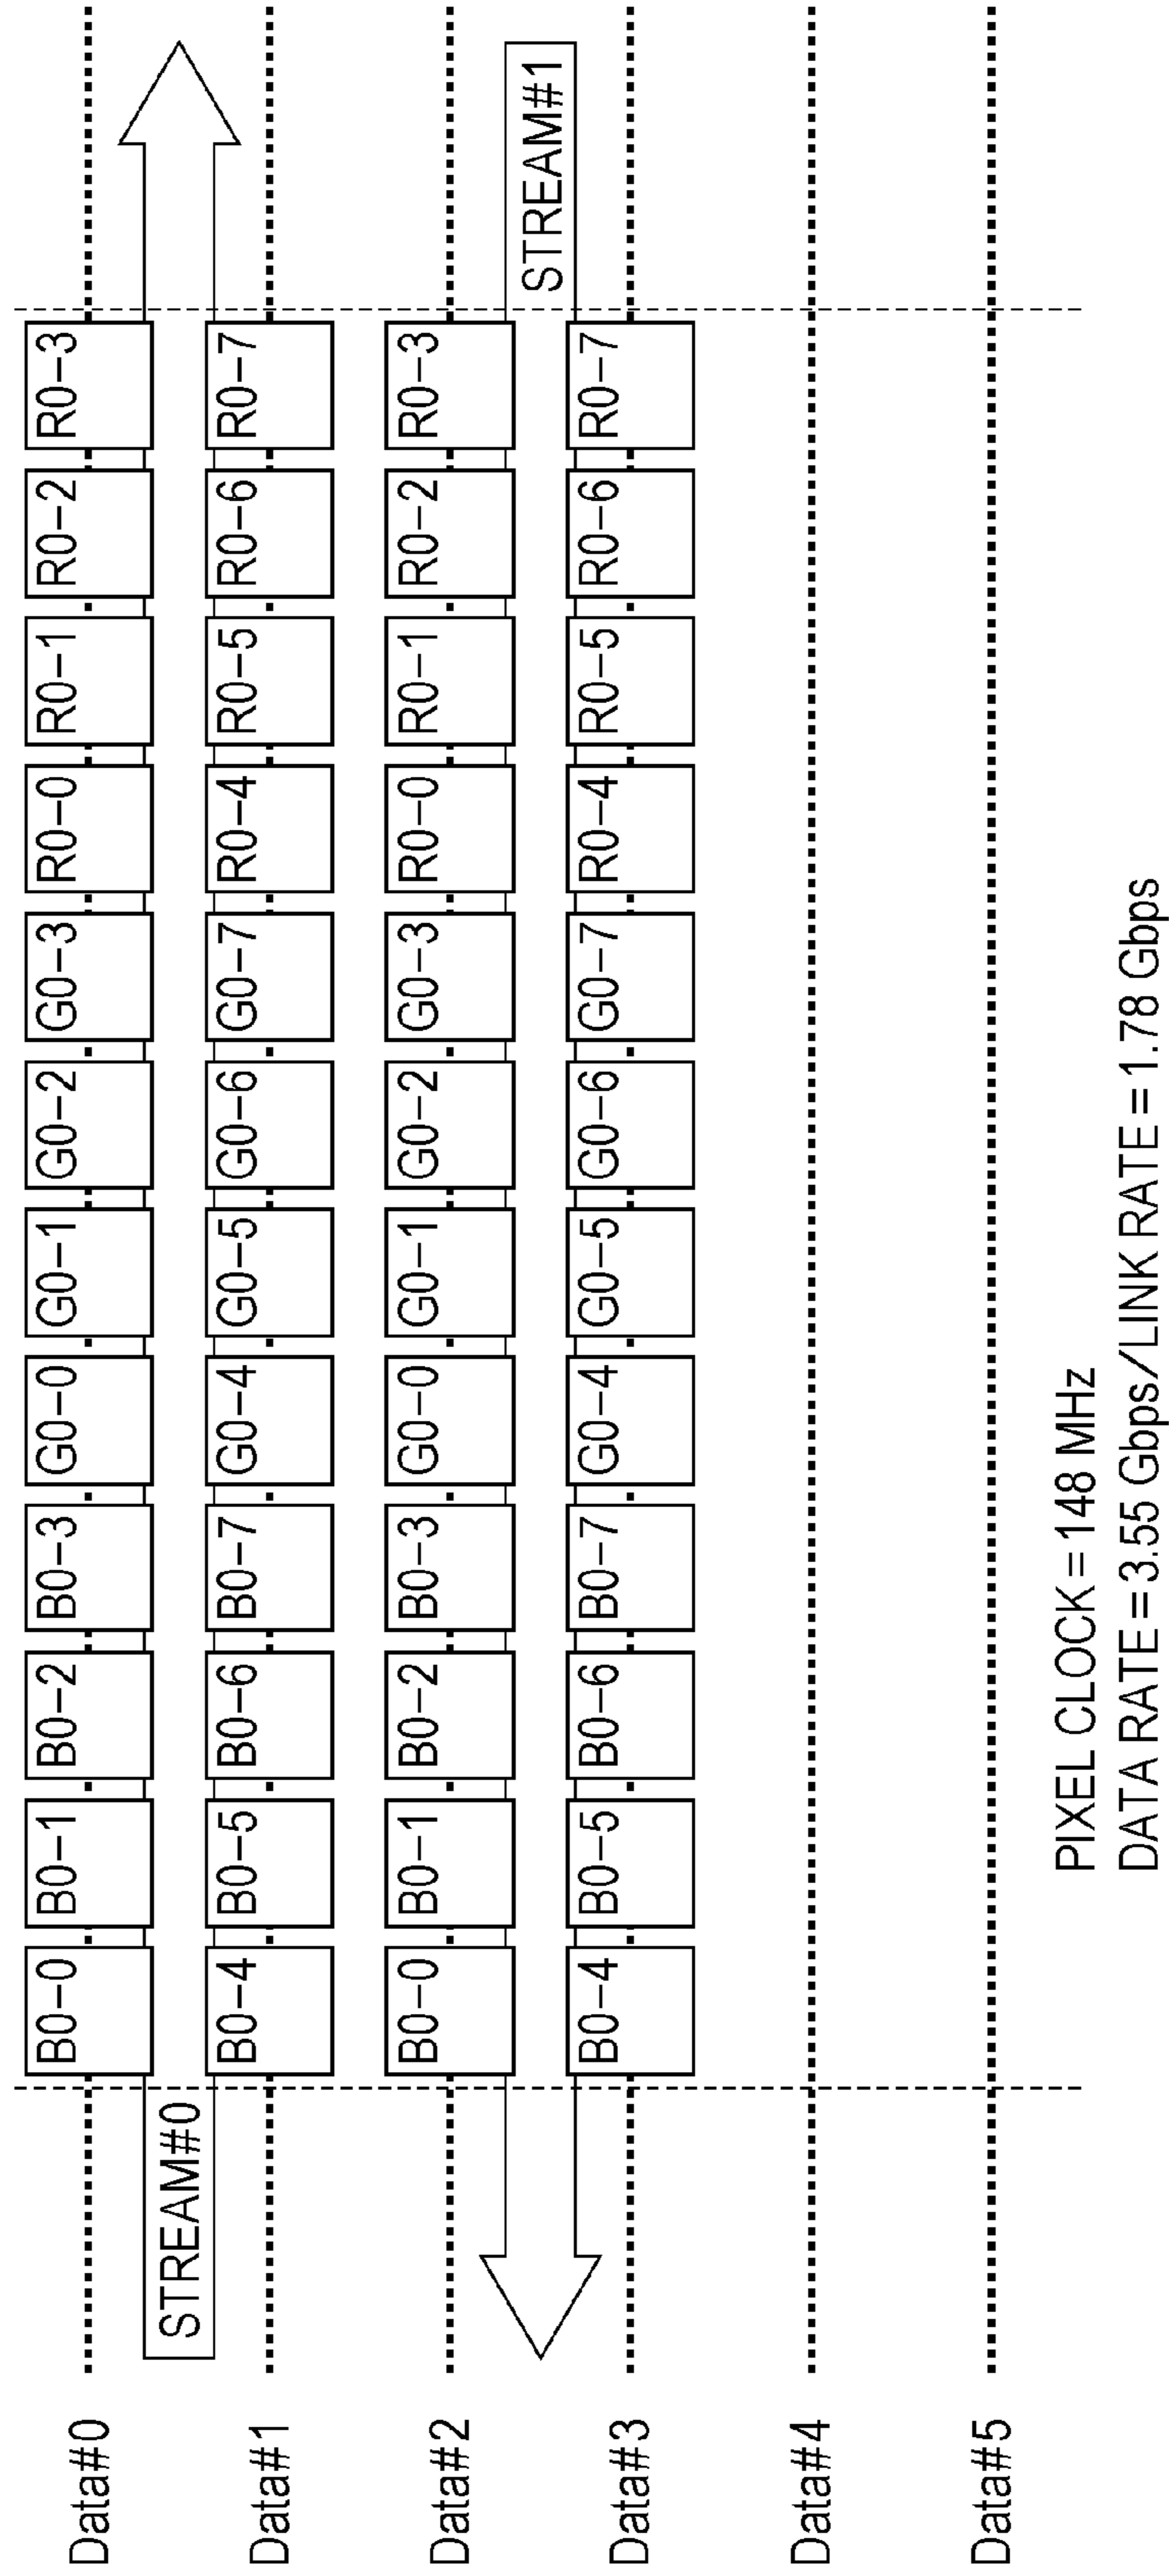 Data#0 B0-0 B0-1 B0-2 B0-3 G0-0 G0-1 G0-2 G0-3 R0-0 R0-1 R0-2 R0-3
STREAM#0
Data#1 B0-4 B0-5 B0-6 B0-7 G0-4 G0-5 G0-6 G0-7 R0-4 R0-5 R0-6 R0-7
Data#2 B0-0 B0-1 B0-2 B0-3 G0-0 G0-1 G0-2 G0-3 R0-0 R0-1 R0-2 R0-3
STREAM#1
Data#3 B0-4 B0-5 B0-6 B0-7 G0-4 G0-5 G0-6 G0-7 R0-4 R0-5 R0-6 R0-7
Data#4
Data#5
PIXEL CLOCK = 148 MHz
DATA RATE = 3.55 Gbps/LINK RATE = 1.78 Gbps